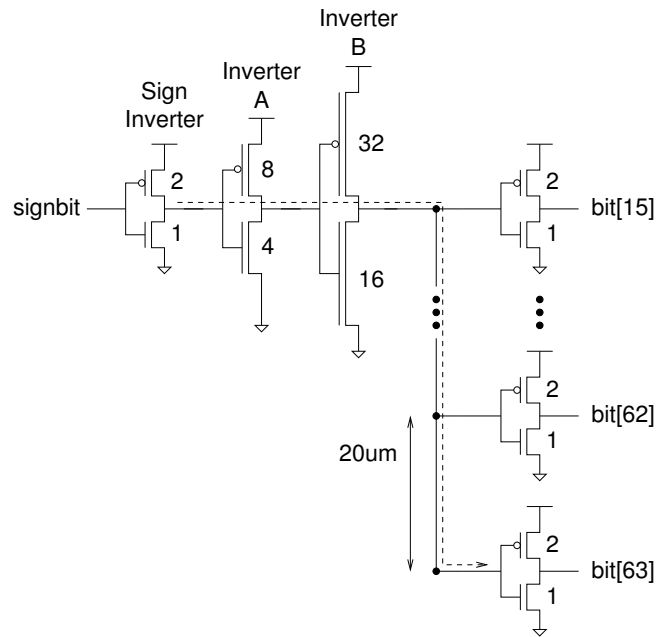 Inverter
B
Inverter
A
Sign
Inverter
32
8
2
2
signbit
bit[15]
1
4
1
16
2
bit[62]
1
20um
2
bit[63]
1